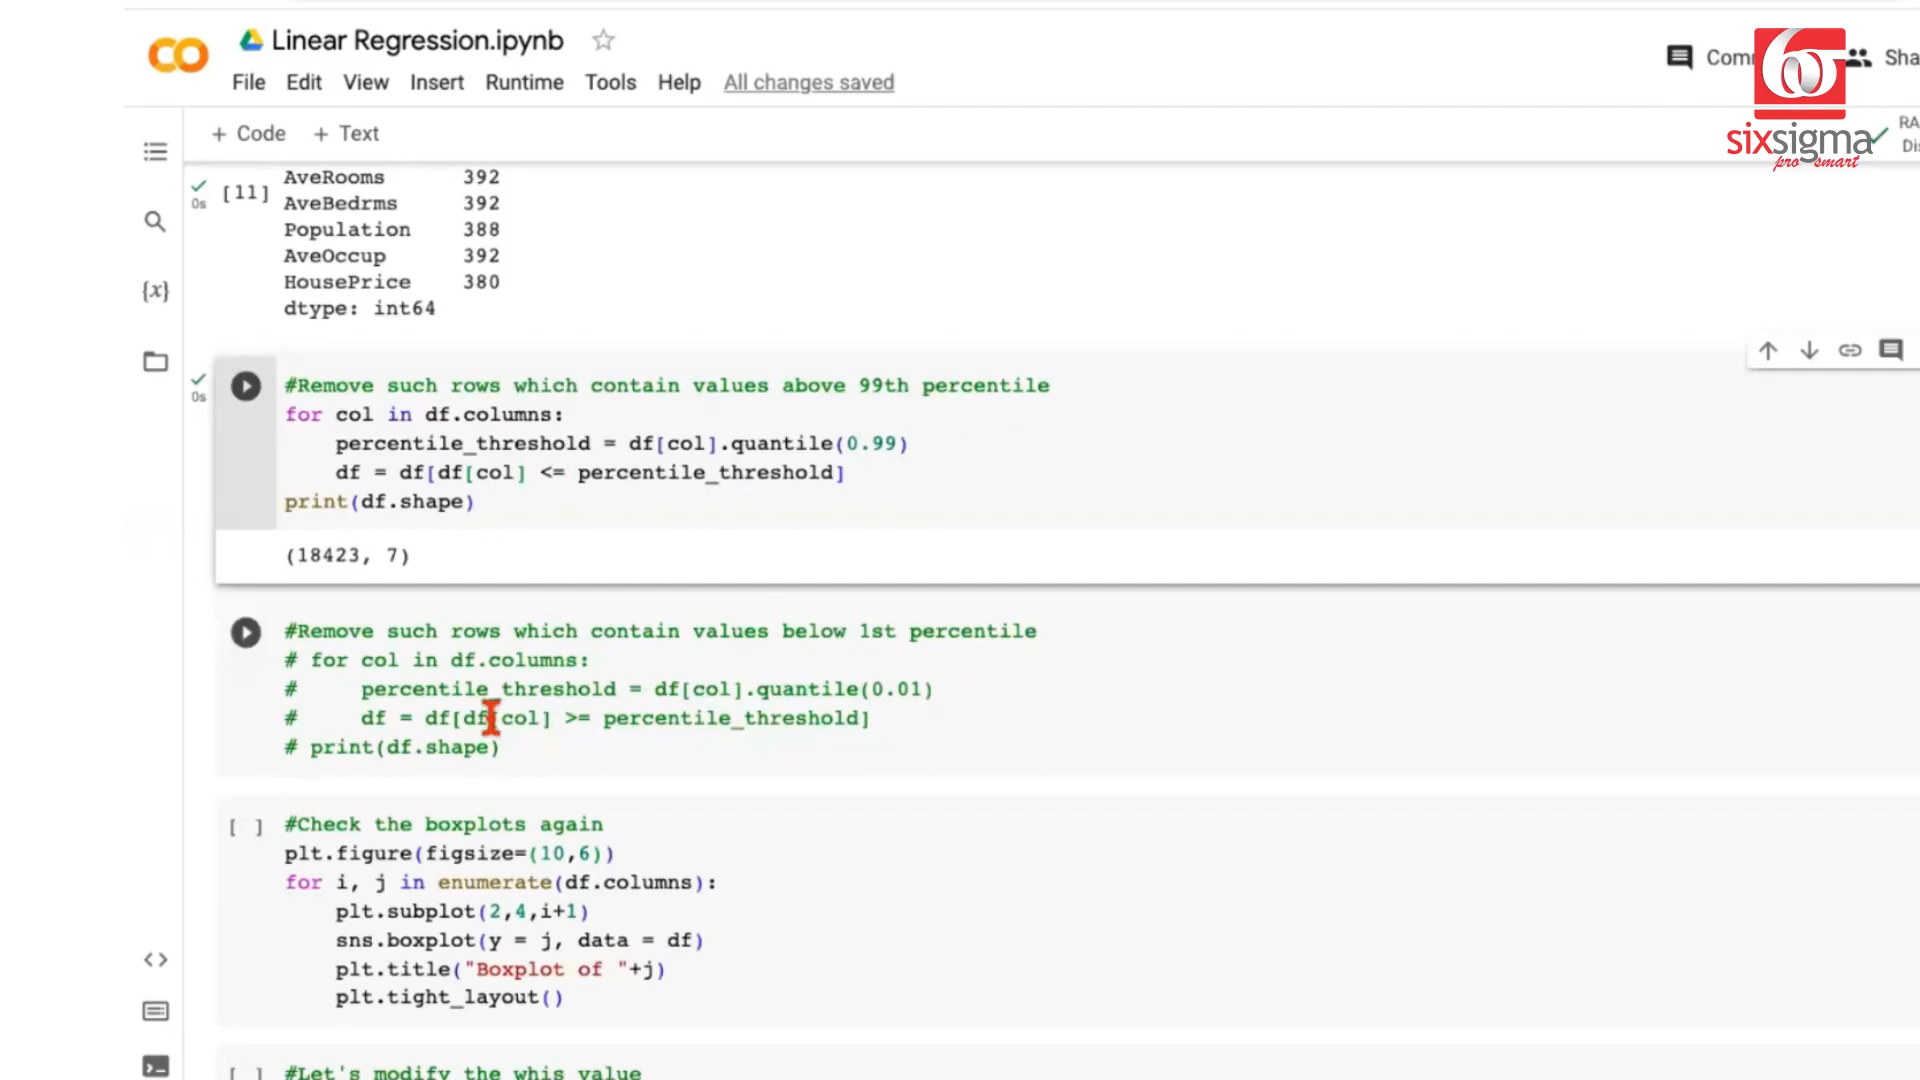 Linear Regression.ipynb
File Edit View Insert Runtime Tools Help All changes saved
sixsigma
pro smart
+ Code + Text
[11]
0s
AveRooms 392
AveBedrms 392
Population 388
AveOccup 392
HousePrice 380
dtype: int64
{x}
0s
#Remove such rows which contain values above 99th percentile
for col in df.columns:
    percentile_threshold = df[col].quantile(0.99)
    df = df[df[col] <= percentile_threshold]
print(df.shape)
(18423, 7)
#Remove such rows which contain values below 1st percentile
# for col in df.columns:
#     percentile_threshold = df[col].quantile(0.01)
#     df = df[df[col] >= percentile_threshold]
# print(df.shape)
[ ]
#Check the boxplots again
plt.figure(figsize=(10,6))
for i, j in enumerate(df.columns):
    plt.subplot(2,4,i+1)
    sns.boxplot(y = j, data = df)
    plt.title("Boxplot of "+j)
    plt.tight_layout()
[ ]
#Let's modify the whis value